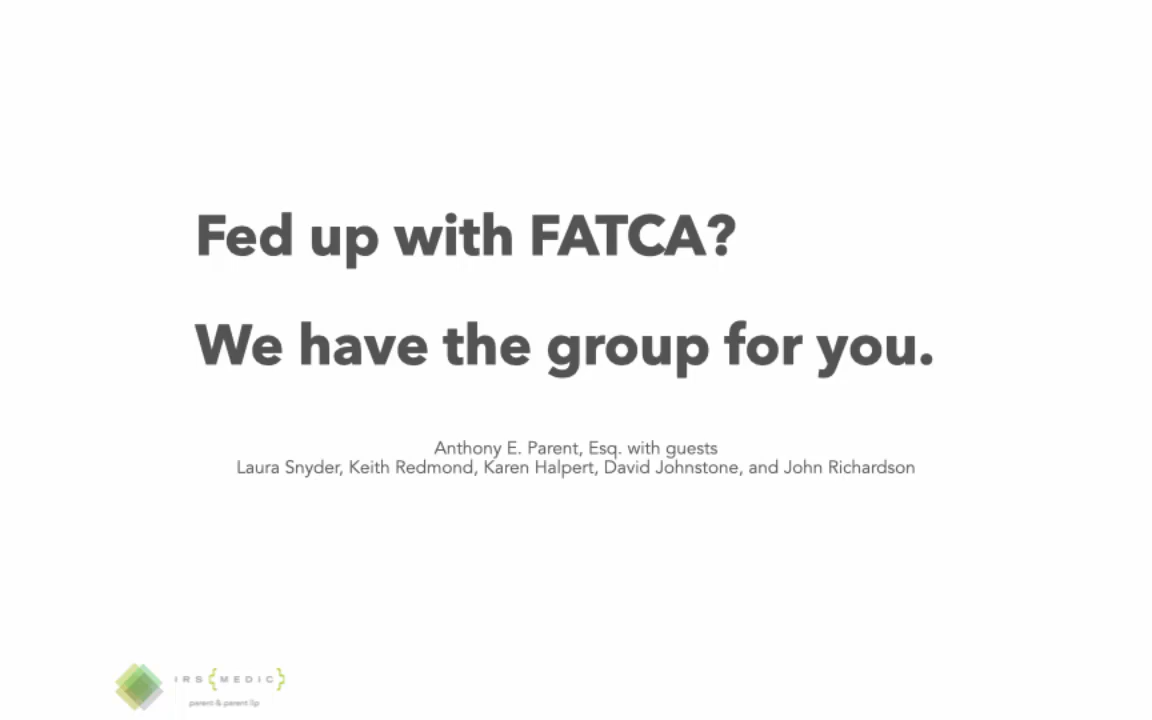 Fed up with FATCA?
We have the group for you.
Anthony E. Parent, Esq. with guests
Laura Snyder, Keith Redmond, Karen Halpert, David Johnstone, and John Richardson
IRS{MEDIC}
parent & parent llp